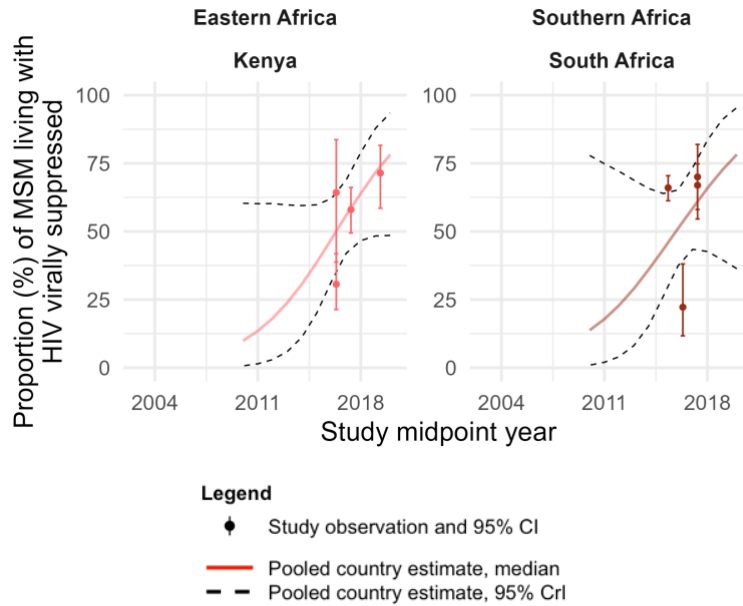 Eastern Africa
Southern Africa
Kenya
South Africa
Proportion (%) of MSM living with
HIV virally suppressed
100
75
50
25
0
100
75
50
25
0
2004
2011
2018
2004
2011
2018
Study midpoint year
Legend
Study observation and 95% CI
Pooled country estimate, median
Pooled country estimate, 95% CrI